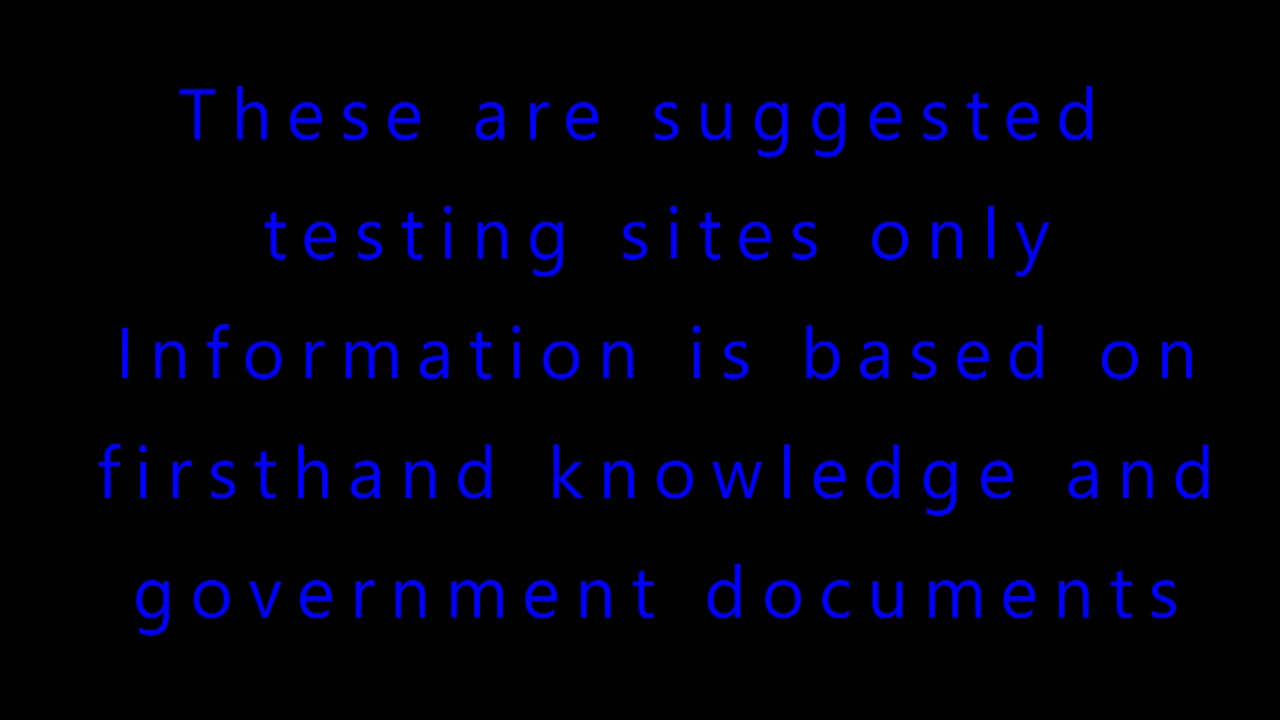 These are suggested
testing sites only
Information is based on
firsthand knowledge and
government documents